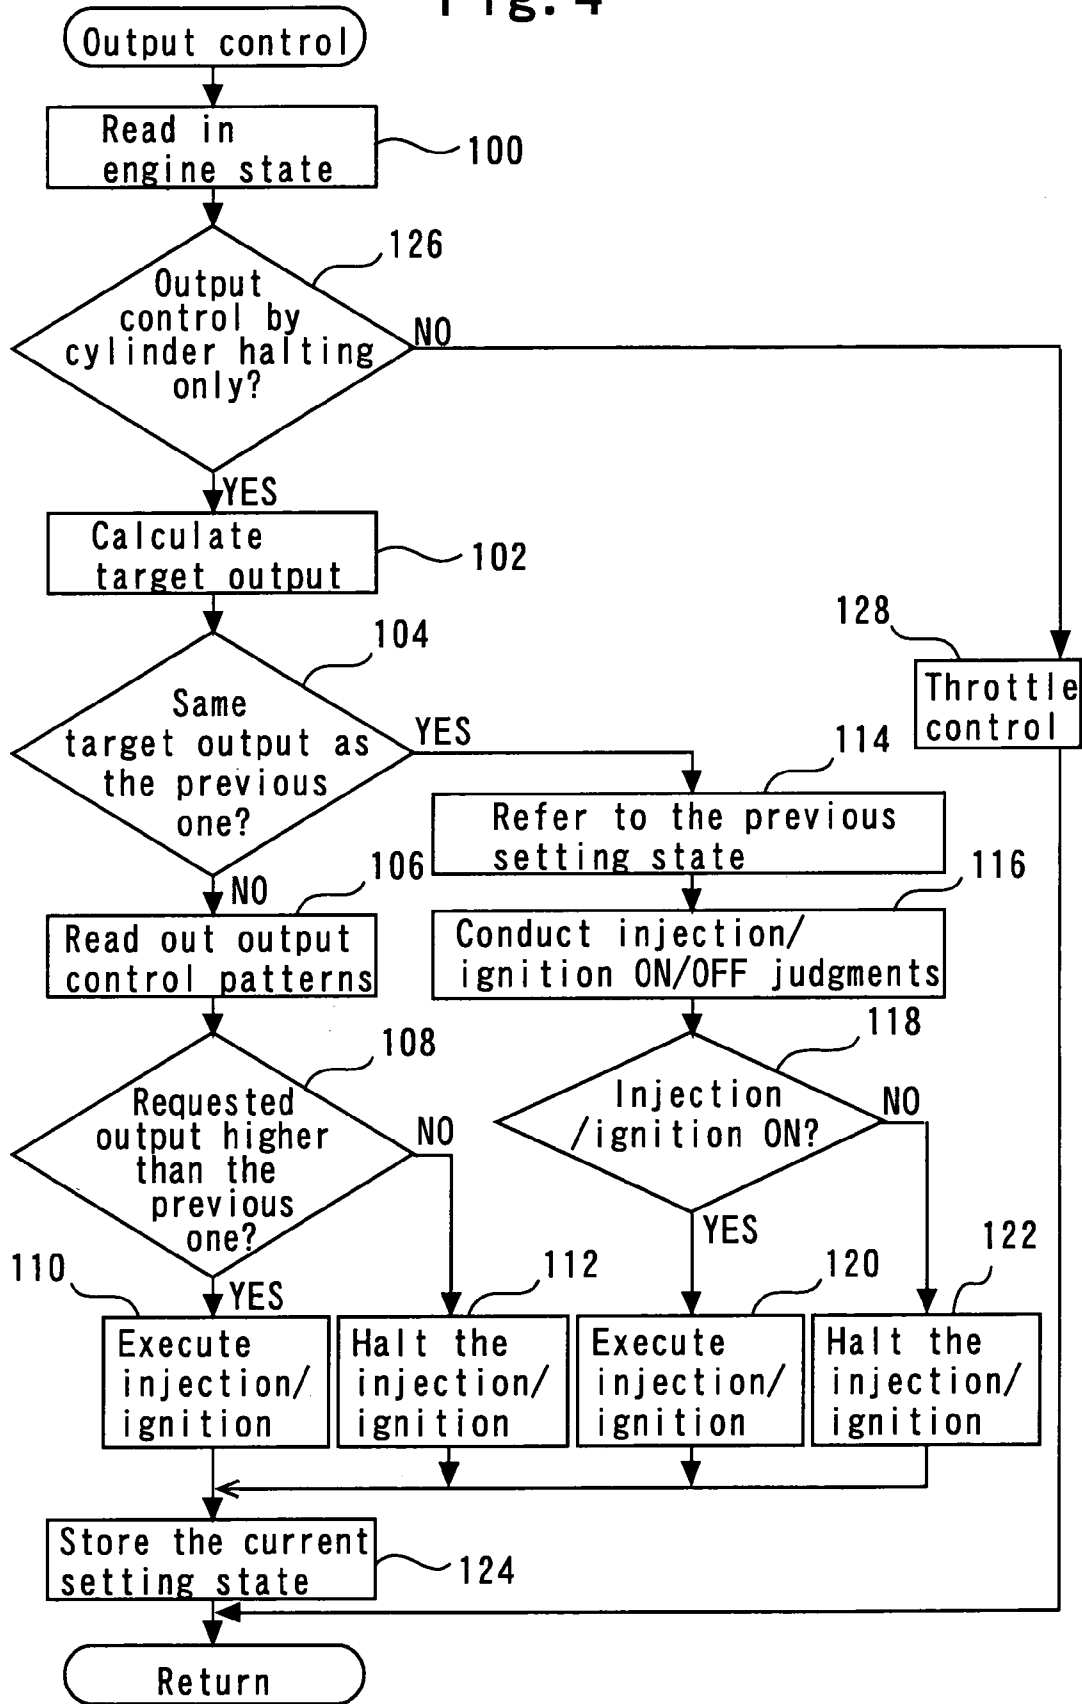 Fig. 4
Output control
Read in
engine state
100
126
Output
control by
cylinder halting
only?
NO
YES
Calculate
target output
102
104
Same
target output as
the previous
one?
YES
128
Throttle
control
114
Refer to the previous
setting state
NO
106
116
Read out output
control patterns
Conduct injection/
ignition ON/OFF judgments
108
118
Requested
output higher
than the
previous
one?
NO
Injection
/ignition ON?
NO
YES
YES
110
112
120
122
Execute
injection/
ignition
Halt the
injection/
ignition
Execute
injection/
ignition
Halt the
injection/
ignition
Store the current
setting state
124
Return